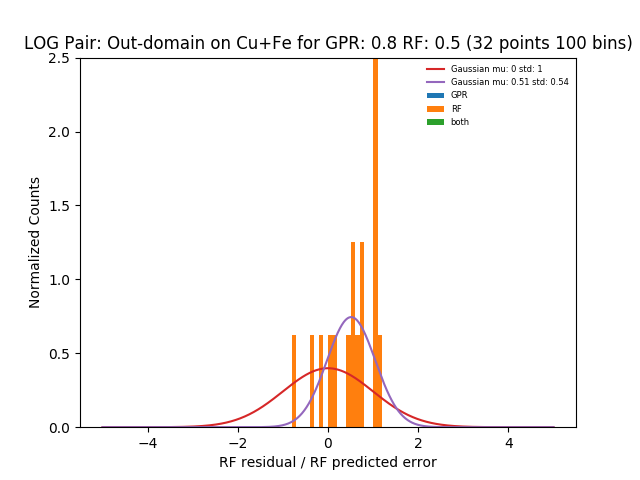 LOG Pair: Out-domain on Cu+Fe for GPR: 0.8 RF: 0.5 (32 points 100 bins)
Gaussian mu: 0 std: 1
Gaussian mu: 0.51 std: 0.54
GPR
RF
both
Normalized Counts
2.5
2.0
1.5
1.0
0.5
0.0
−4
−2
0
2
4
RF residual / RF predicted error